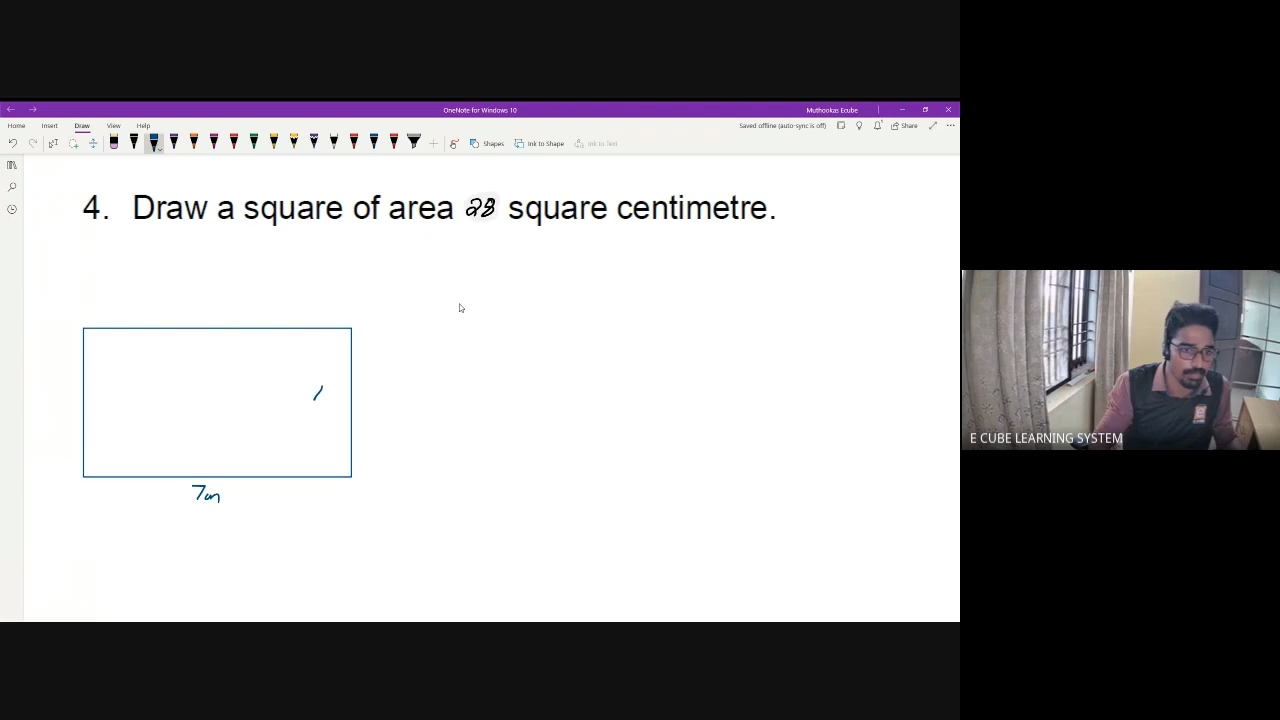 OneNote for Windows 10
Muthookas Ecube
Home Insert Draw View Help
Saved offline (auto-sync is off)
Share
Shapes
Ink to Shape
Ink to Text
4. Draw a square of area 28 square centimetre.
7cm
E CUBE LEARNING SYSTEM